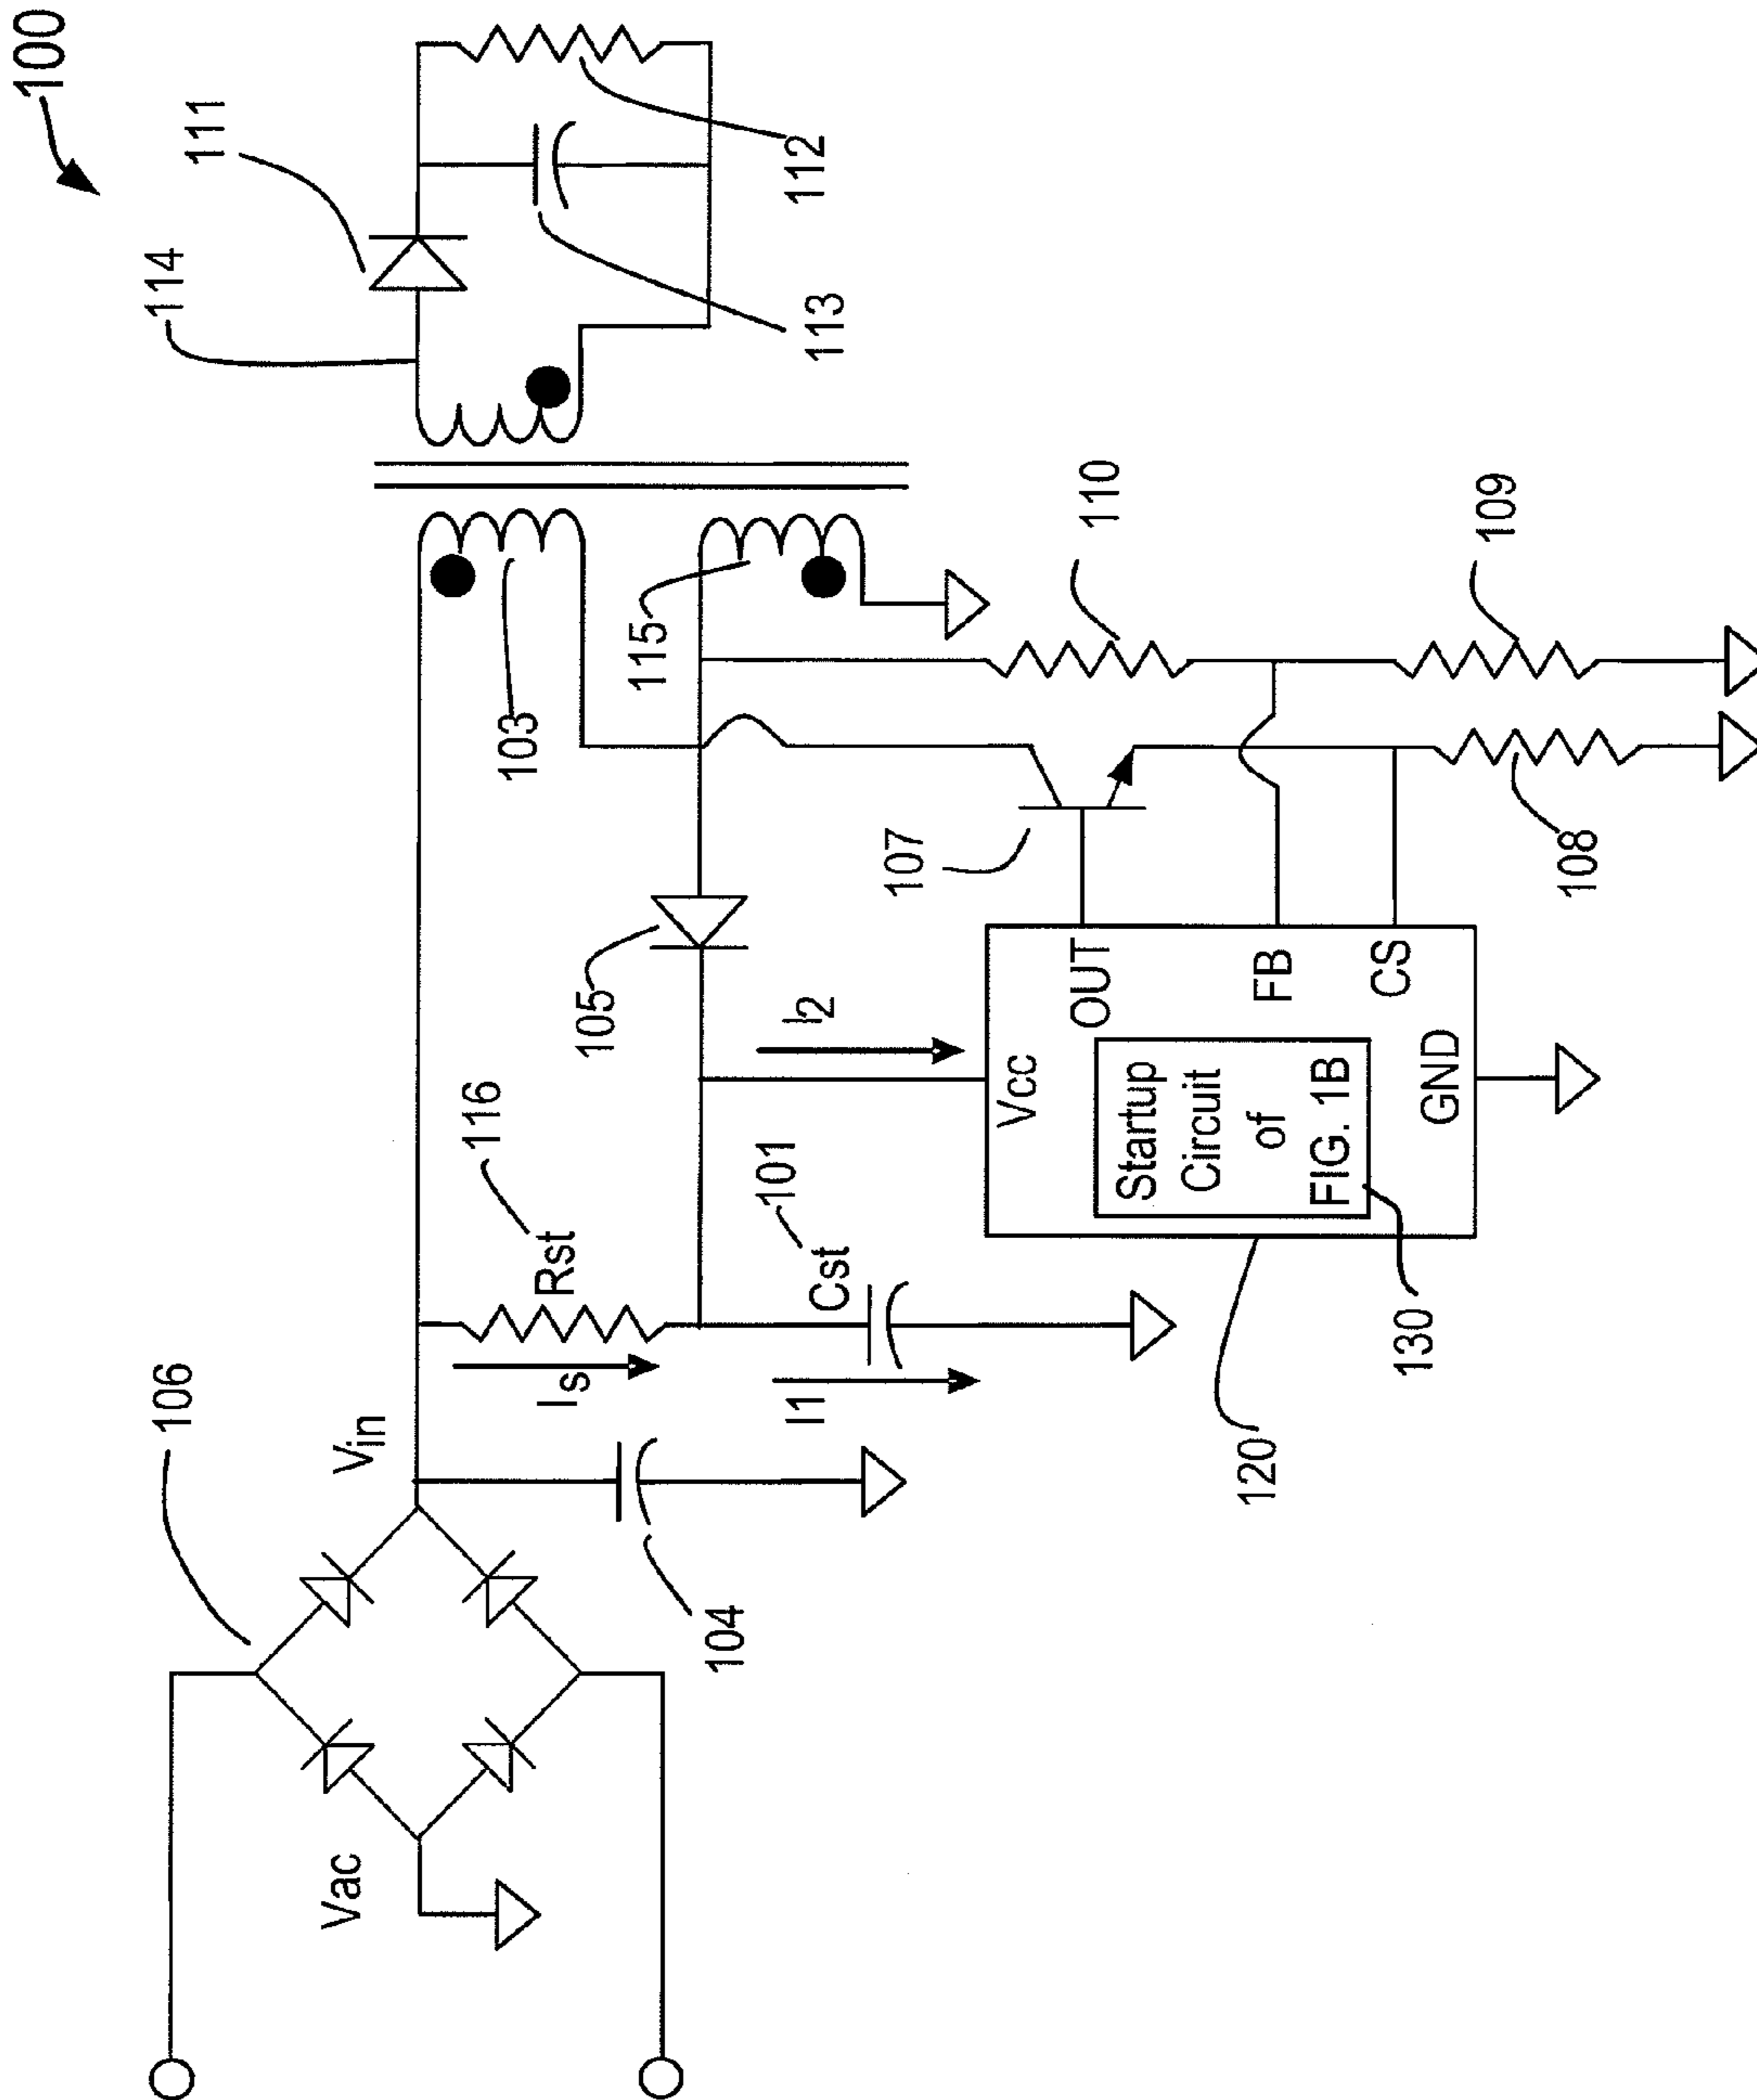 100
111
114
112
113
103
115
110
109
107
108
105
I2
116
Rst
101
Cst
Is
I1
106
Vin
104
Vac
Vcc
OUT
FB
CS
GND
Startup
Circuit
of
FIG. 1B
120
130